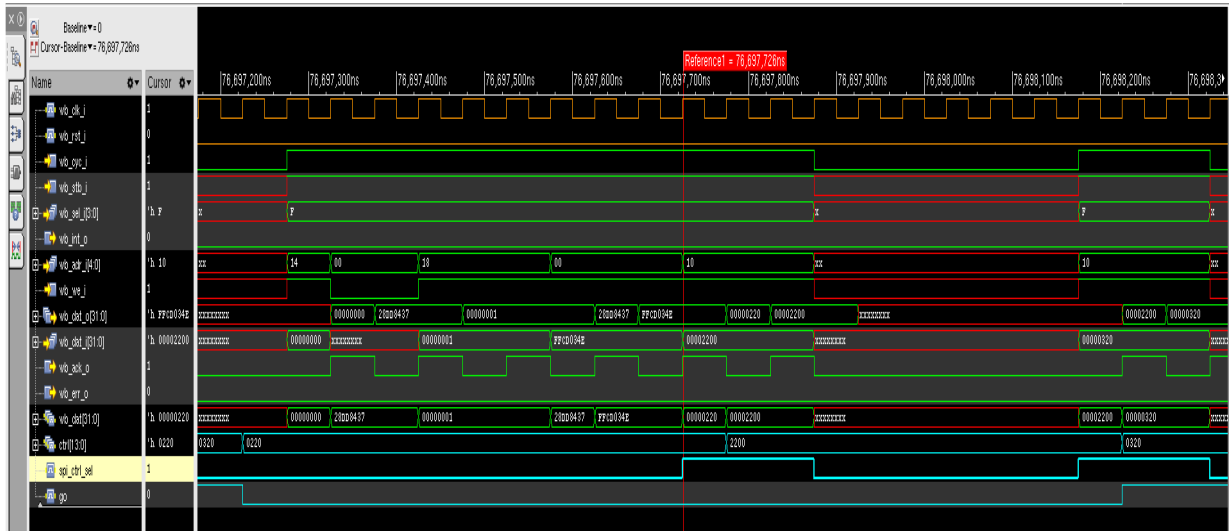 Baseline▼= 0
Cursor-Baseline▼= 76,697,726ns
Reference1 = 76,697,726ns
Name Cursor 76,697,200ns 76,697,300ns 76,697,400ns 76,697,500ns 76,697,600ns 76,697,700ns 76,697,800ns 76,697,900ns 76,698,000ns 76,698,100ns 76,698,200ns 76,698,3
wb_clk_i 1
wb_rst_i 0
wb_cyc_i 1
wb_stb_i 1
wb_sel_i[3:0] 'h F x F x F x
wb_int_o 0
wb_adr_i[4:0] 'h 10 xx 14 00 18 00 10 xx 10 xx
wb_we_i 1
wb_dat_o[31:0] 'h FFCD034E xxxxxxxx 00000000 28DD8437 00000001 28DD8437 FFCD034E 00000220 00002200 xxxxxxxx 00002200 00000320
wb_dat_i[31:0] 'h 00002200 xxxxxxxx 00000000 xxxxxxxx 00000001 FFCD034E 00002200 xxxxxxxx 00000320 xxxxx
wb_ack_o 1
wb_err_o 0
wb_dat[31:0] 'h 00000220 xxxxxxxx 00000000 28DD8437 00000001 28DD8437 FFCD034E 00000220 00002200 xxxxxxxx 00002200 00000320 xxxxx
ctrl[13:0] 'h 0220 0320 0220 2200 0320
spi_ctrl_sel 1
go 0